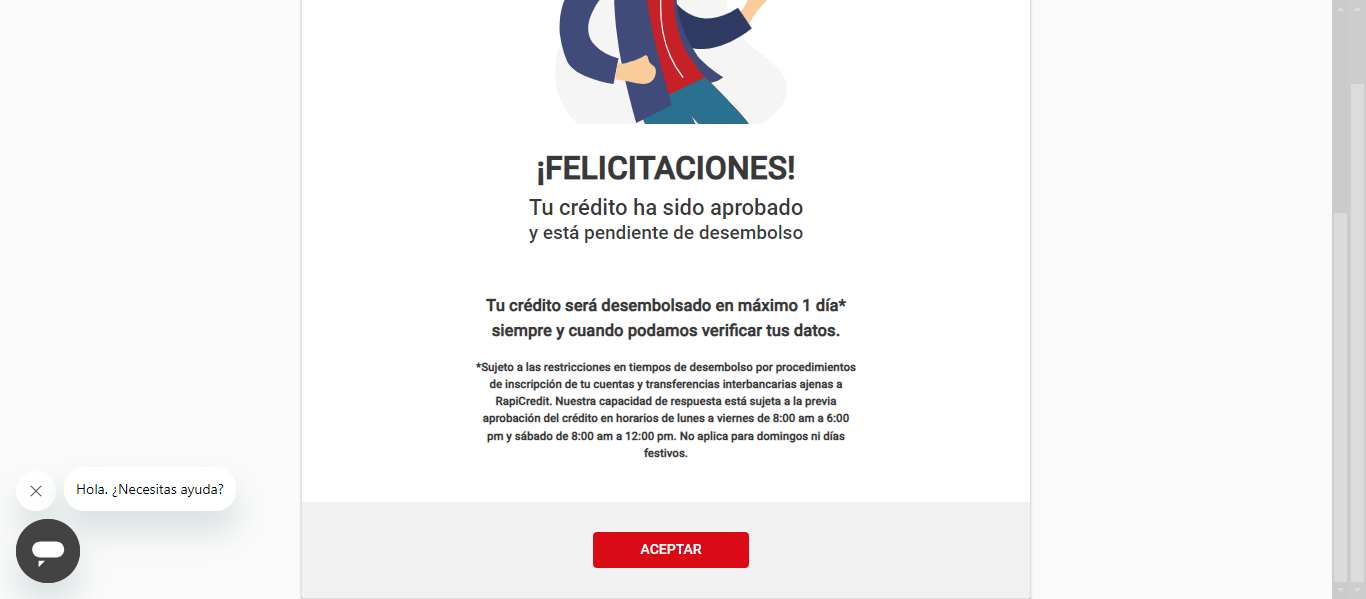 ¡FELICITACIONES!
Tu crédito ha sido aprobado
y está pendiente de desembolso
Tu crédito será desembolsado en máximo 1 día*
siempre y cuando podamos verificar tus datos.
*Sujeto a las restricciones en tiempos de desembolso por procedimientos
de inscripción de tu cuentas y transferencias interbancarias ajenas a
RapiCredit. Nuestra capacidad de respuesta está sujeta a la previa
aprobación del crédito en horarios de lunes a viernes de 8:00 am a 6:00
pm y sábado de 8:00 am a 12:00 pm. No aplica para domingos ni días
festivos.
Hola. ¿Necesitas ayuda?
ACEPTAR